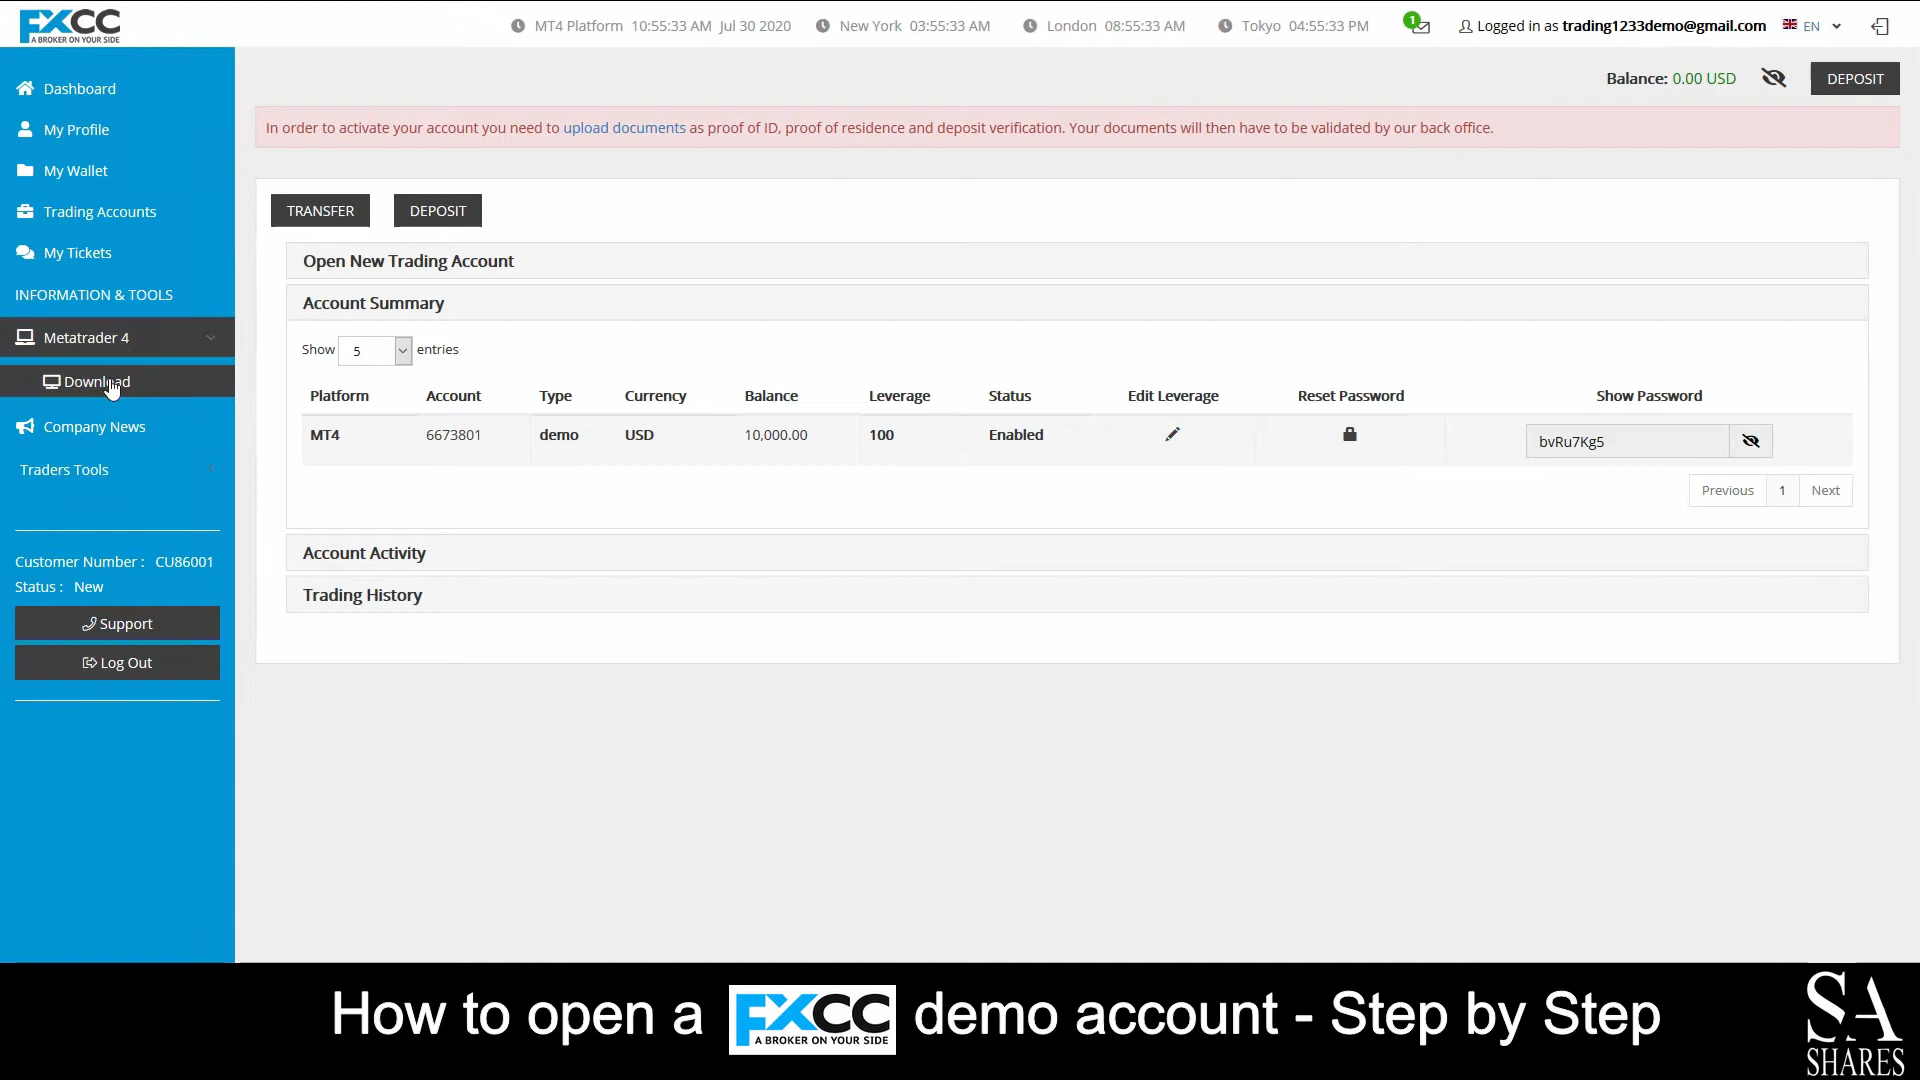 FXCC
A BROKER ON YOUR SIDE
MT4 Platform 10:55:33 AM Jul 30 2020
New York 03:55:33 AM
London 08:55:33 AM
Tokyo 04:55:33 PM
1
Logged in as trading1233demo@gmail.com
EN
Balance: 0.00 USD
DEPOSIT
Dashboard
My Profile
My Wallet
Trading Accounts
My Tickets
INFORMATION & TOOLS
Metatrader 4
Download
Company News
Traders Tools
Customer Number : CU86001
Status : New
Support
Log Out
In order to activate your account you need to upload documents as proof of ID, proof of residence and deposit verification. Your documents will then have to be validated by our back office.
TRANSFER DEPOSIT
Open New Trading Account
Account Summary
Show 5 entries
Platform Account Type Currency Balance Leverage Status Edit Leverage Reset Password Show Password
MT4 6673801 demo USD 10,000.00 100 Enabled bvRu7Kg5
Previous 1 Next
Account Activity
Trading History
How to open a FXCC demo account - Step by Step
A BROKER ON YOUR SIDE
SA
SHARES